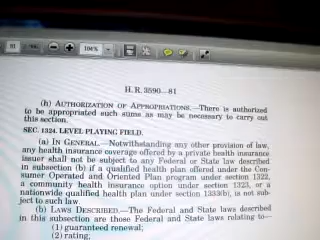 81
100%
H. R. 3590—81
(h) AUTHORIZATION OF APPROPRIATIONS.—There is authorized
to be appropriated such sums as may be necessary to carry out
this section.
SEC. 1324. LEVEL PLAYING FIELD.
(a) IN GENERAL.—Notwithstanding any other provision of law,
any health insurance coverage offered by a private health insurance
issuer shall not be subject to any Federal or State law described
in subsection (b) if a qualified health plan offered under the Con-
sumer Operated and Oriented Plan program under section 1322,
a community health insurance option under section 1323, or a
nationwide qualified health plan under section 1333(b), is not sub-
ject to such law.
(b) LAWS DESCRIBED.—The Federal and State laws described
in this subsection are those Federal and State laws relating to—
(1) guaranteed renewal;
(2) rating;